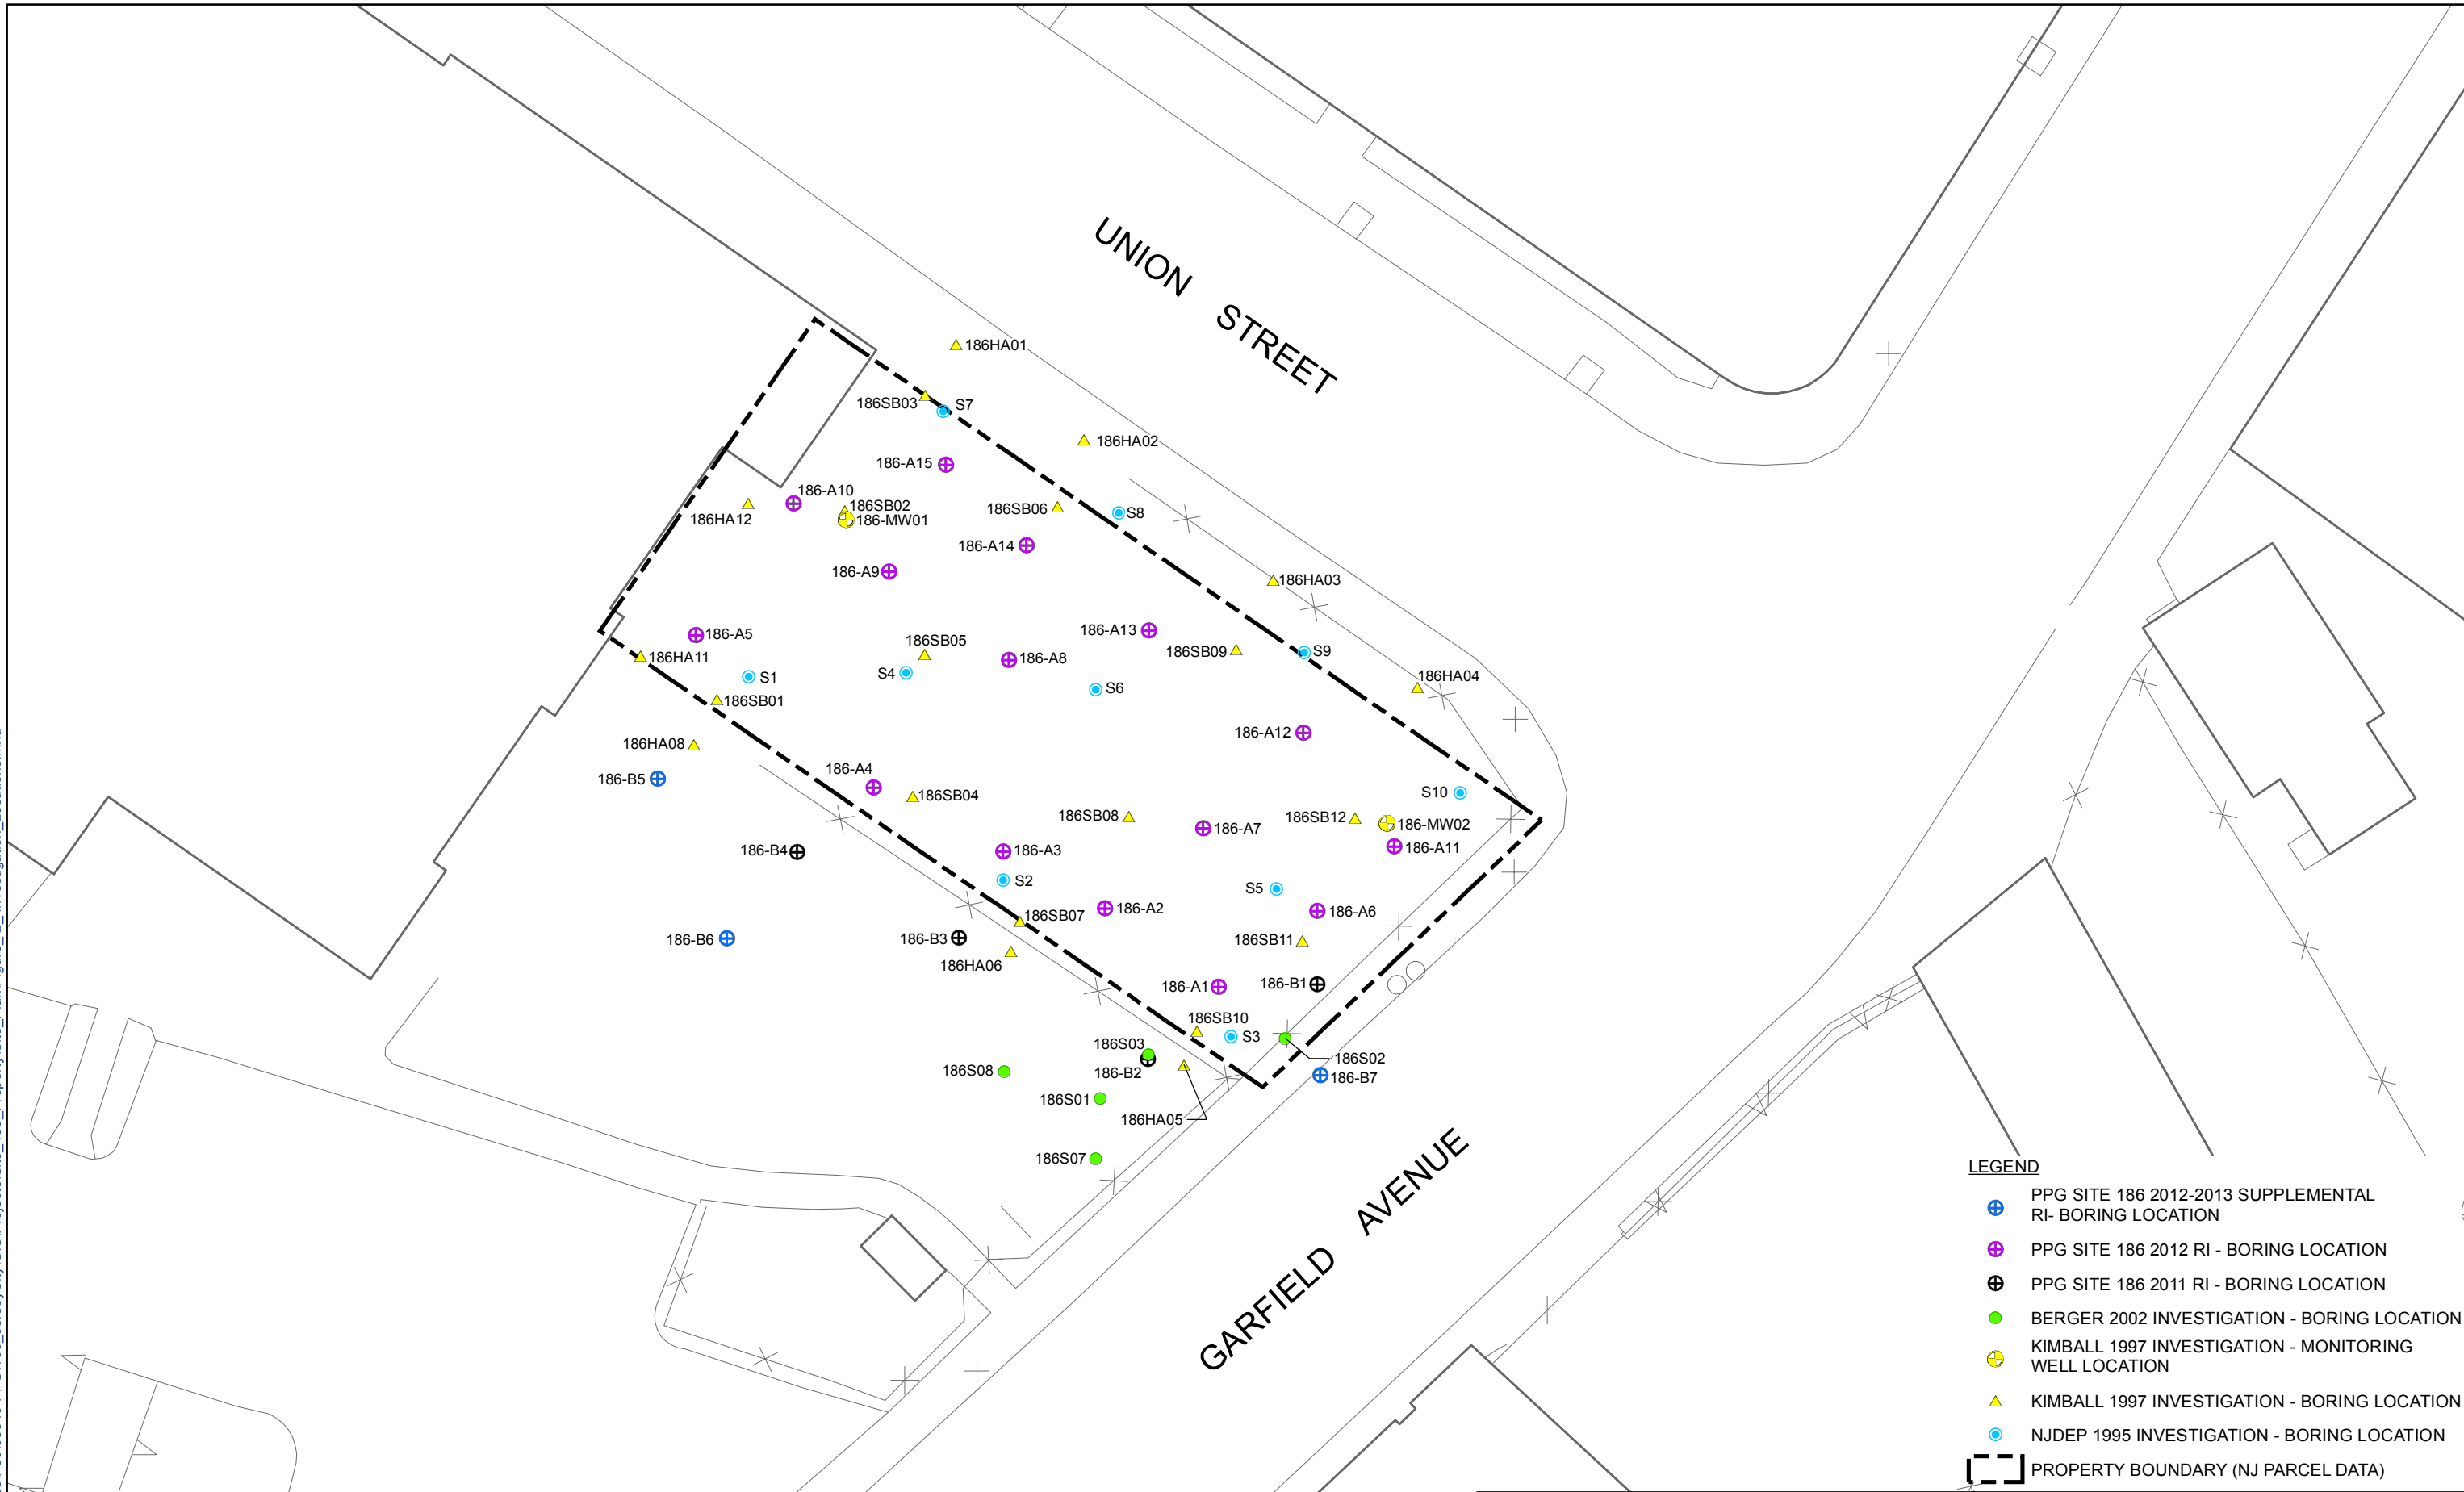 UNION STREET
186HA01
186SB03
S7
186HA02
186-A15
186-A10
186SB02
186-MW01
186HA12
186SB06
S8
186-A14
186-A9
186HA03
186-A5
186-A13
186SB05
186HA11
186-A8
186SB09
S9
S1
S4
S6
186HA04
186SB01
186HA08
186-A12
186-B5
186-A4
186SB04
S10
186SB08
186-A7
186SB12
186-MW02
186-B4
186-A3
186-A11
S2
S5
186-A2
186-A6
186SB07
186-B6
186-B3
186SB11
186HA06
186-A1
186-B1
186SB10
S3
186S03
186S02
186S08
186-B2
186-B7
186S01
186HA05
186S07
GARFIELD AVENUE
LEGEND
PPG SITE 186 2012-2013 SUPPLEMENTAL
RI- BORING LOCATION
PPG SITE 186 2012 RI - BORING LOCATION
PPG SITE 186 2011 RI - BORING LOCATION
BERGER 2002 INVESTIGATION - BORING LOCATION
KIMBALL 1997 INVESTIGATION - MONITORING
WELL LOCATION
KIMBALL 1997 INVESTIGATION - BORING LOCATION
NJDEP 1995 INVESTIGATION - BORING LOCATION
PROPERTY BOUNDARY (NJ PARCEL DATA)